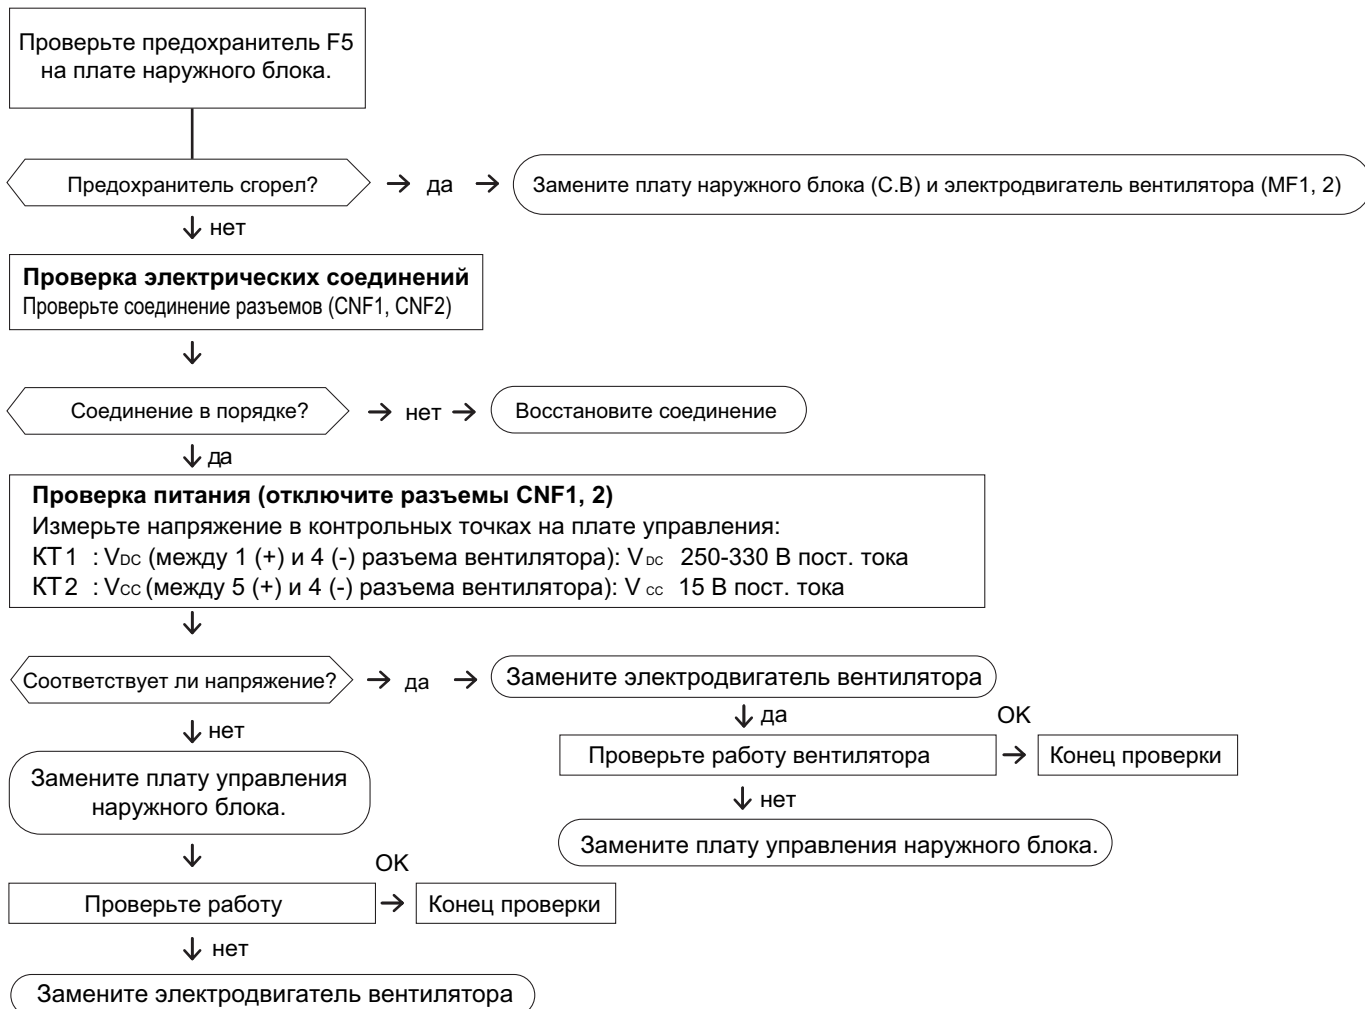 Проверьте предохранитель F5
на плате наружного блока.
Предохранитель сгорел?
да
Замените плату наружного блока (C.B) и электродвигатель вентилятора (MF1, 2)
нет
Проверка электрических соединений
Проверьте соединение разъемов (CNF1, CNF2)
Соединение в порядке?
нет
Восстановите соединение
да
Проверка питания (отключите разъемы CNF1, 2)
Измерьте напряжение в контрольных точках на плате управления:
КТ1 : VDC (между 1 (+) и 4 (-) разъема вентилятора): V DC 250-330 В пост. тока
КТ2 : VCC (между 5 (+) и 4 (-) разъема вентилятора): V CC 15 В пост. тока
Соответствует ли напряжение?
да
Замените электродвигатель вентилятора
нет
да
OK
Проверьте работу вентилятора
Конец проверки
Замените плату управления
наружного блока.
нет
Замените плату управления наружного блока.
OK
Проверьте работу
Конец проверки
нет
Замените электродвигатель вентилятора